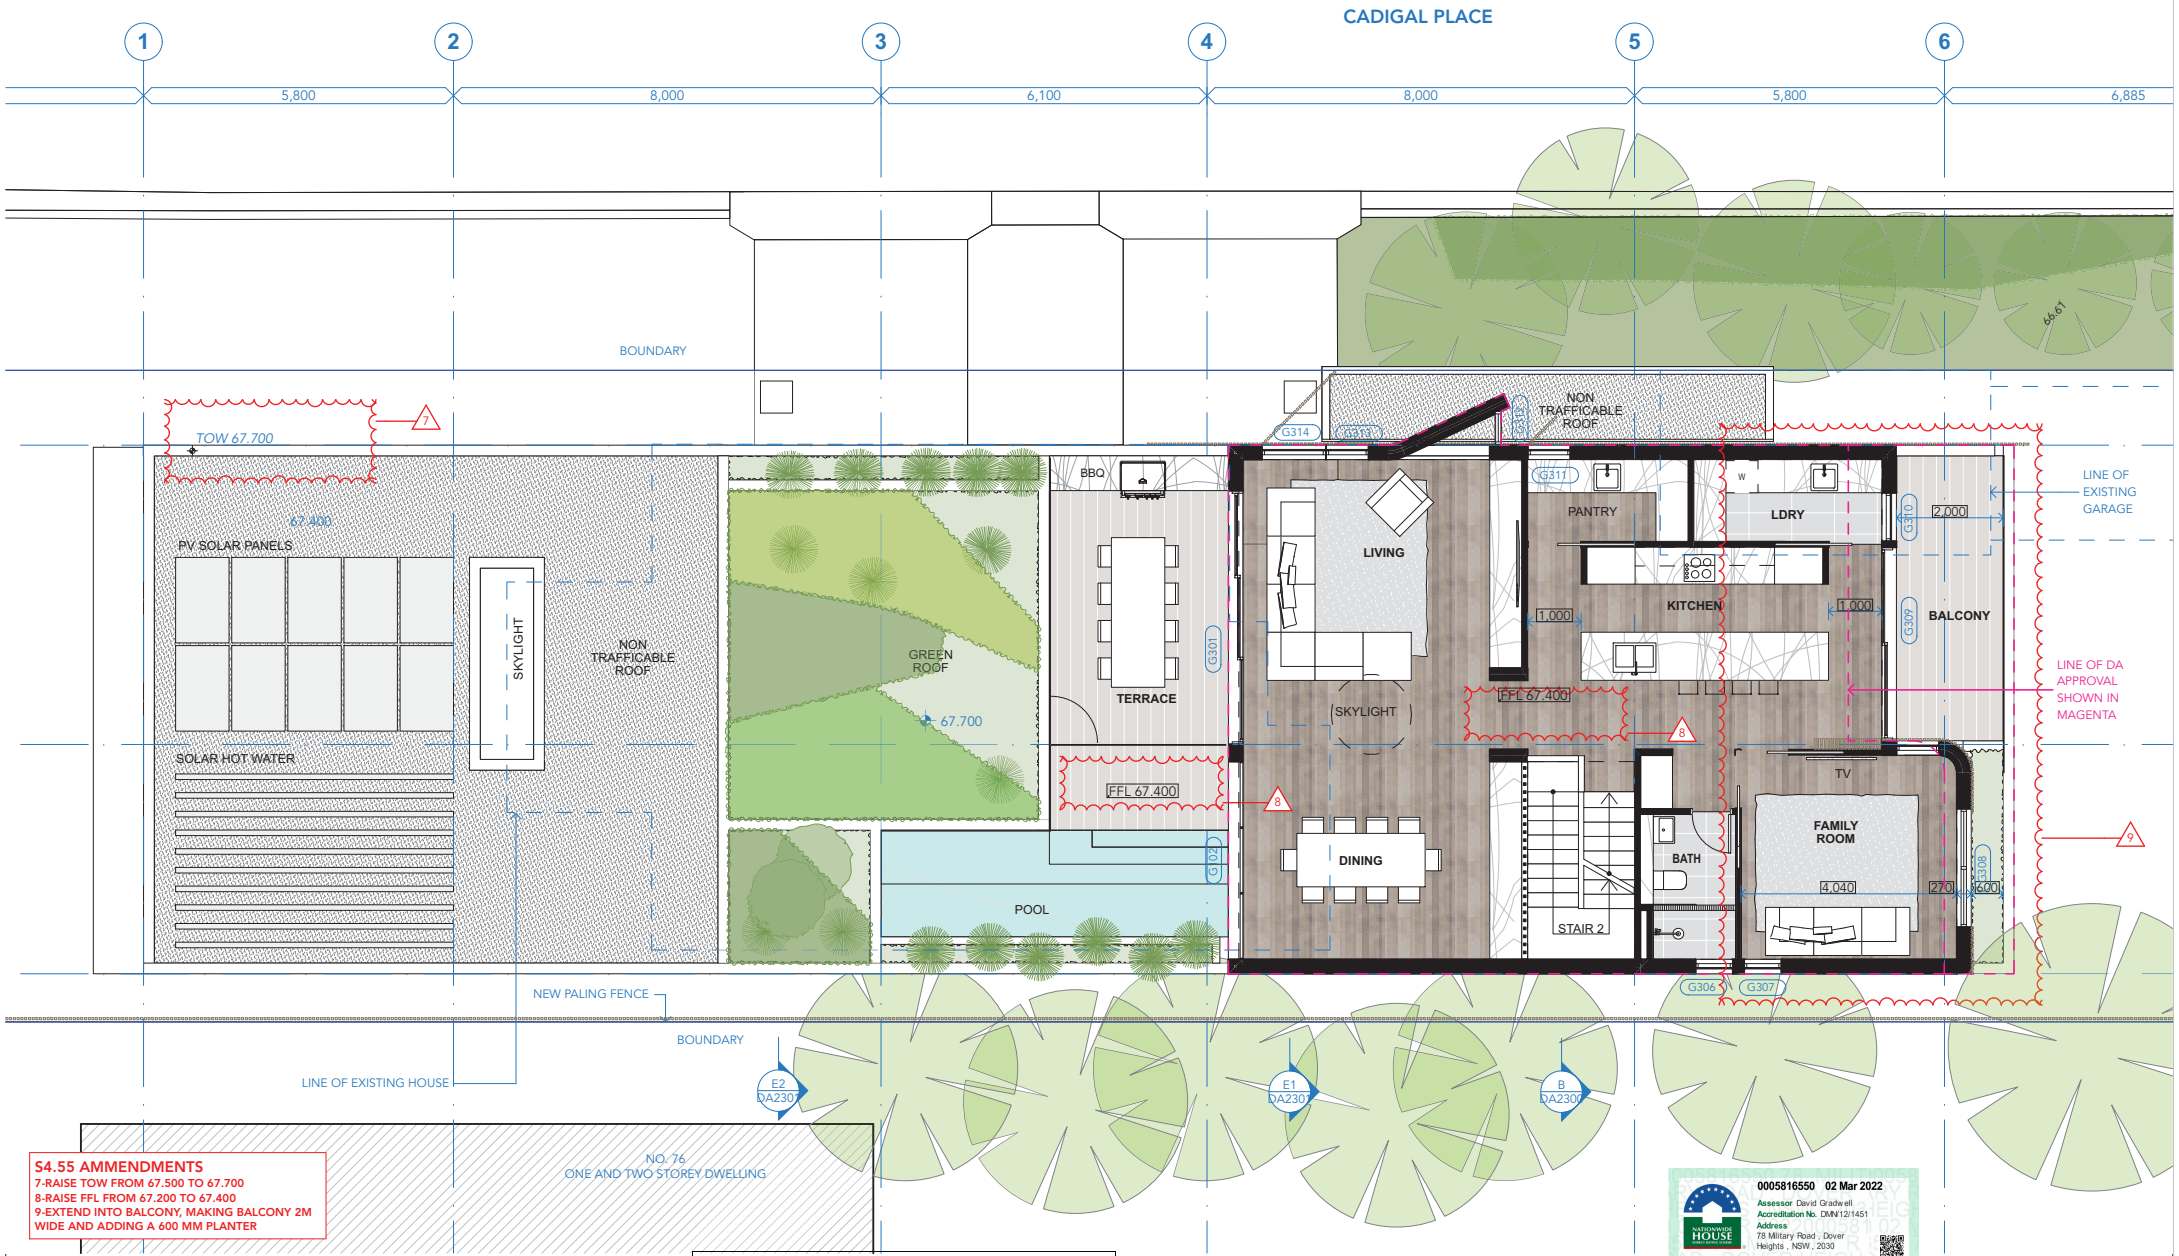 CADIGAL PLACE
1
2
3
4
5
6
5,800
8,000
6,100
8,000
5,800
6,885
66.61
BOUNDARY
7
TOW 67.700
NON
TRAFFICABLE
ROOF
G314
G313
G312
G311
G310
BBQ
W
PANTRY
LDRY
2,000
LINE OF
EXISTING
GARAGE
67.400
PV SOLAR PANELS
LIVING
KITCHEN
1,000
1,000
G309
BALCONY
SKYLIGHT
NON
TRAFFICABLE
ROOF
GREEN
ROOF
G301
TERRACE
FFL 67.400
LINE OF DA
APPROVAL
SHOWN IN
MAGENTA
67.700
SKYLIGHT
8
SOLAR HOT WATER
TV
FFL 67.400
8
FAMILY
ROOM
9
G102
DINING
BATH
G308
4,040
270
600
POOL
STAIR 2
NEW PALING FENCE
G306
G307
BOUNDARY
LINE OF EXISTING HOUSE
E2
DA2301
E1
DA2301
B
DA2300
NO. 76
ONE AND TWO STOREY DWELLING
S4.55 AMMENDMENTS
7-RAISE TOW FROM 67.500 TO 67.700
8-RAISE FFL FROM 67.200 TO 67.400
9-EXTEND INTO BALCONY, MAKING BALCONY 2M
WIDE AND ADDING A 600 MM PLANTER
0005816550 02 Mar 2022
Assessor David Gradwell
Accreditation No. DMN/12/1451
Address
78 Military Road , Dover
Heights , NSW , 2030
NATIONWIDE
HOUSE